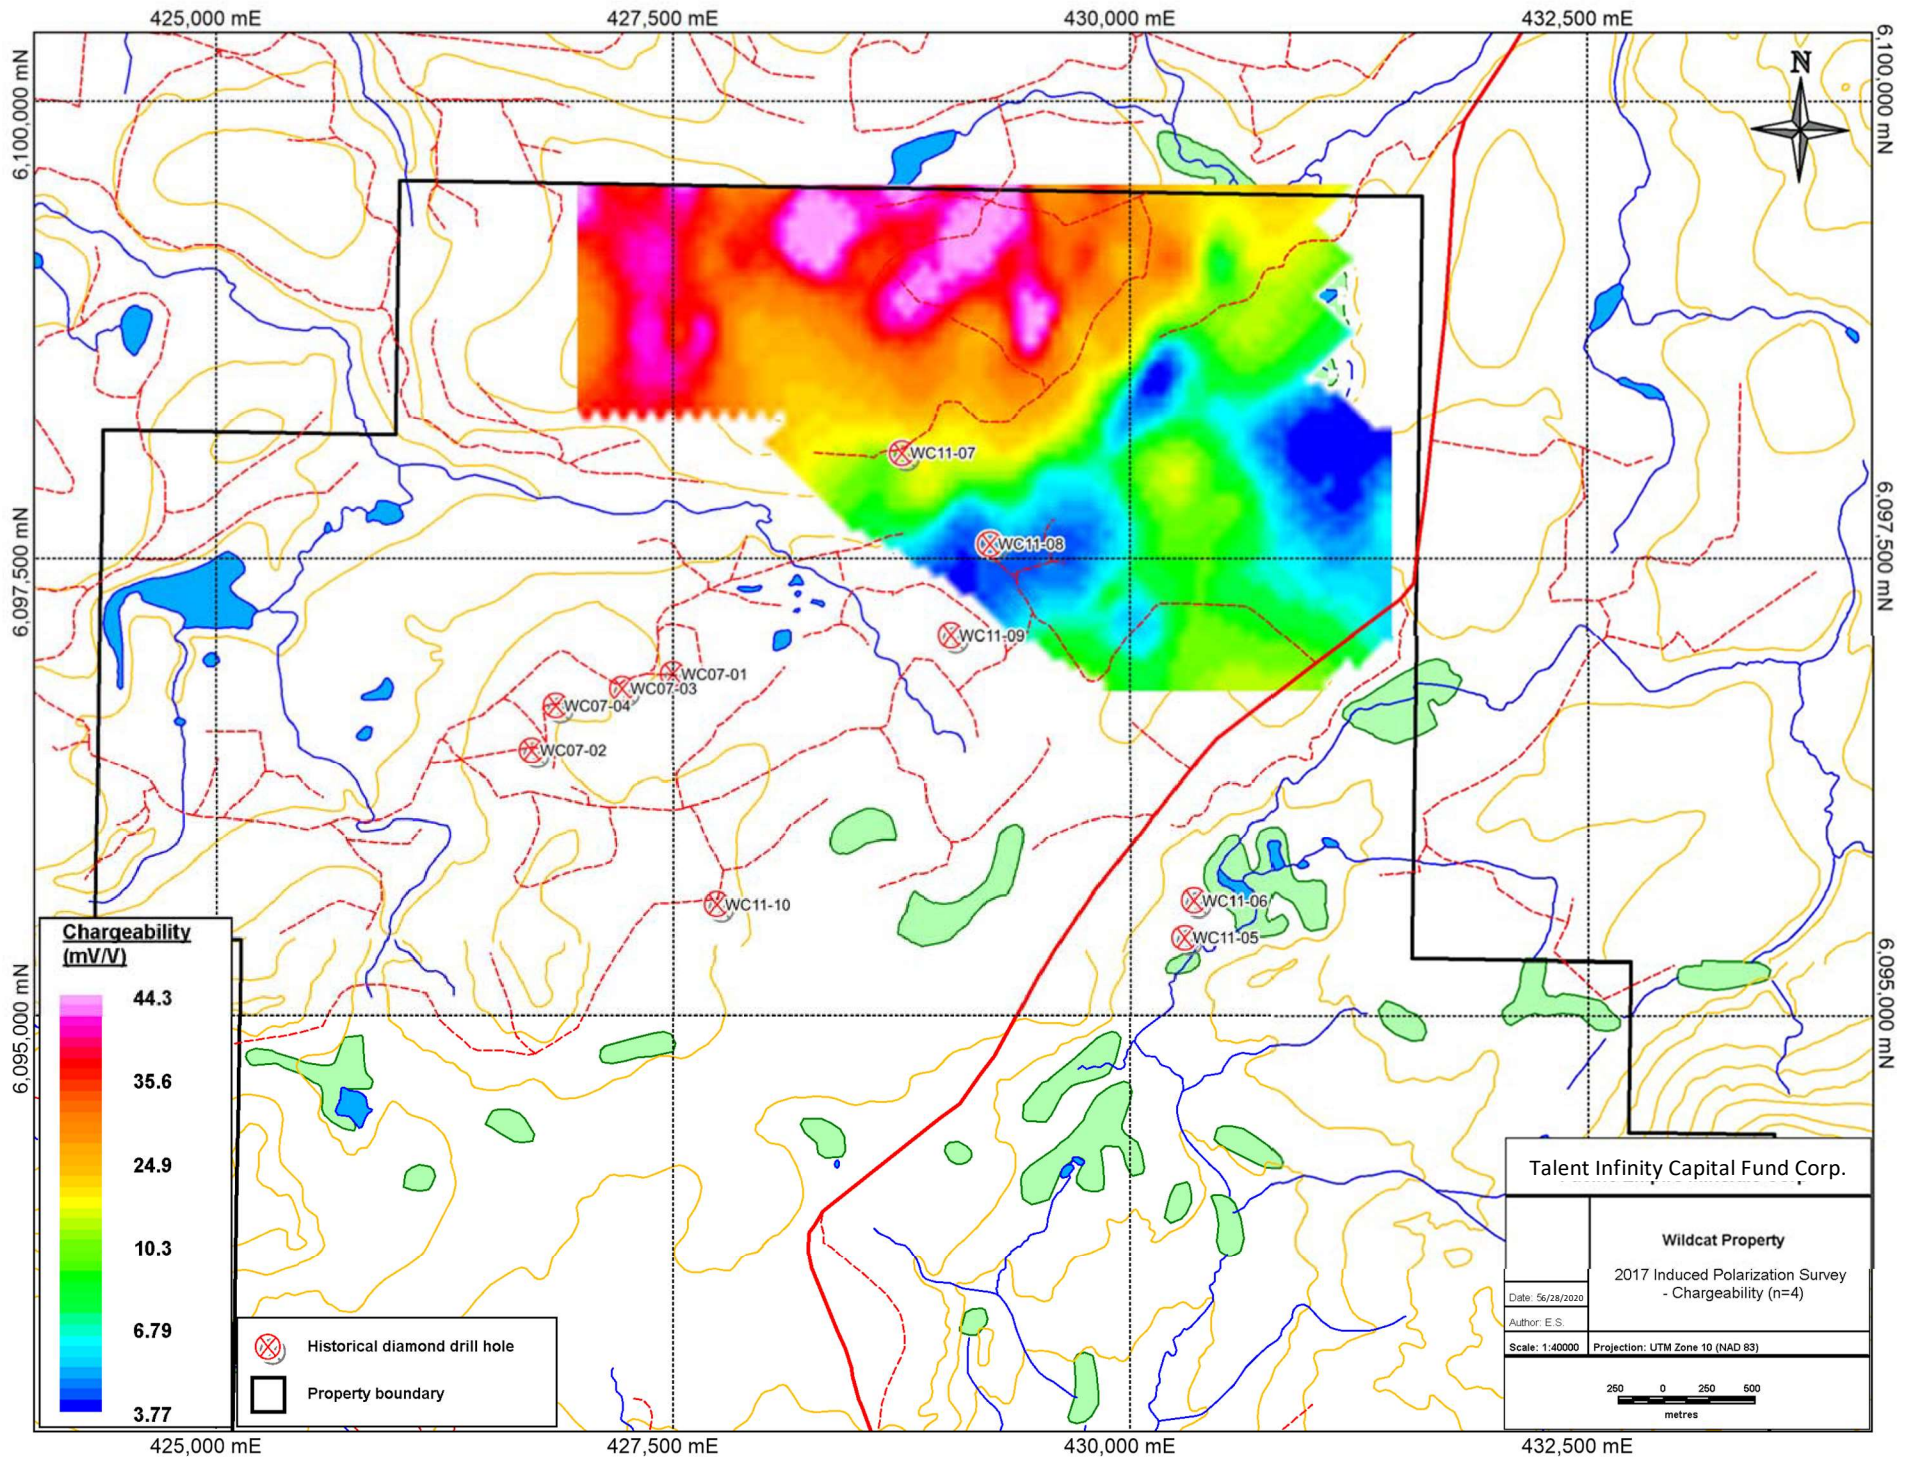 425,000 mE
427,500 mE
430,000 mE
432,500 mE
6,100,000 mN
6,100,000 mN
N
WC11-07
WC11-08
6,097,500 mN
6,097,500 mN
WC11-09
WC07-01
WC07-03
WC07-04
WC07-02
WC11-10
WC11-06
WC11-05
6,095,000 mN
6,095,000 mN
Chargeability
(mV/V)
44.3
35.6
24.9
10.3
6.79
3.77
Historical diamond drill hole
Property boundary
Talent Infinity Capital Fund Corp.
Wildcat Property
2017 Induced Polarization Survey
- Chargeability (n=4)
Date: 56/28/2020
Author: E.S.
Scale: 1:40000
Projection: UTM Zone 10 (NAD 83)
250 0 250 500
metres
425,000 mE
427,500 mE
430,000 mE
432,500 mE